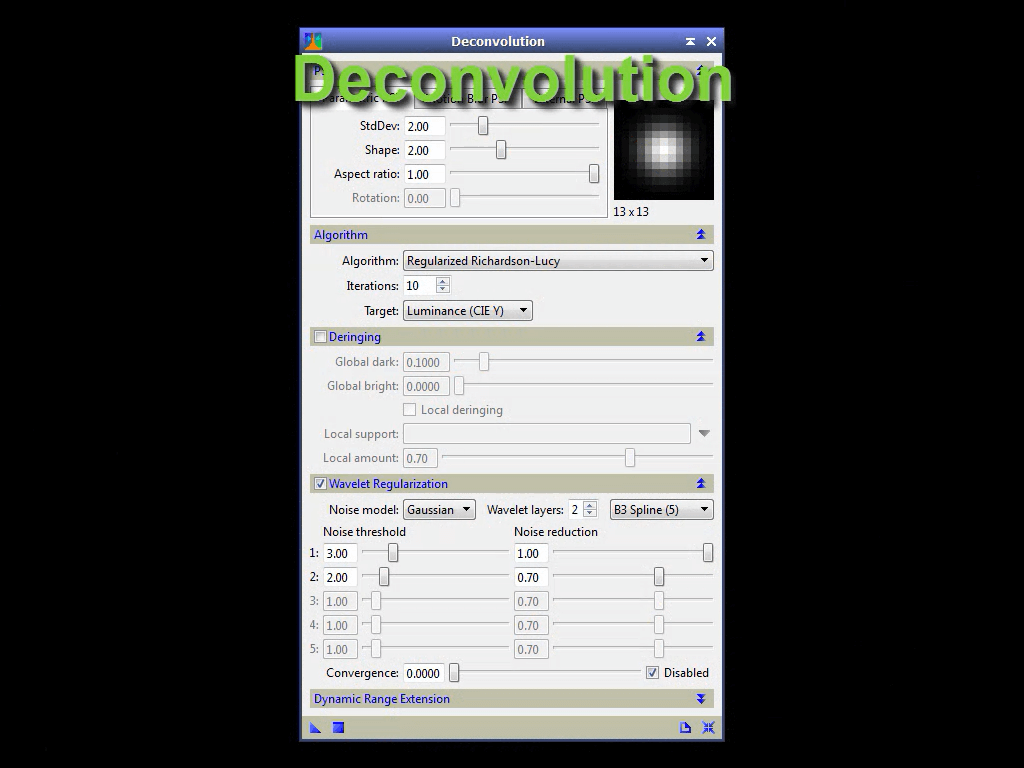 Deconvolution
Deconvolution
StdDev: 2.00
Shape: 2.00
Aspect ratio: 1.00
Rotation: 0.00
13 x 13
Algorithm
Algorithm: Regularized Richardson-Lucy
Iterations: 10
Target: Luminance (CIE Y)
Deringing
Global dark: 0.1000
Global bright: 0.0000
Local deringing
Local support:
Local amount: 0.70
Wavelet Regularization
Noise model: Gaussian Wavelet layers: 2 B3 Spline (5)
Noise threshold Noise reduction
1: 3.00 1.00
2: 2.00 0.70
3: 1.00 0.70
4: 1.00 0.70
5: 1.00 0.70
Convergence: 0.0000 Disabled
Dynamic Range Extension